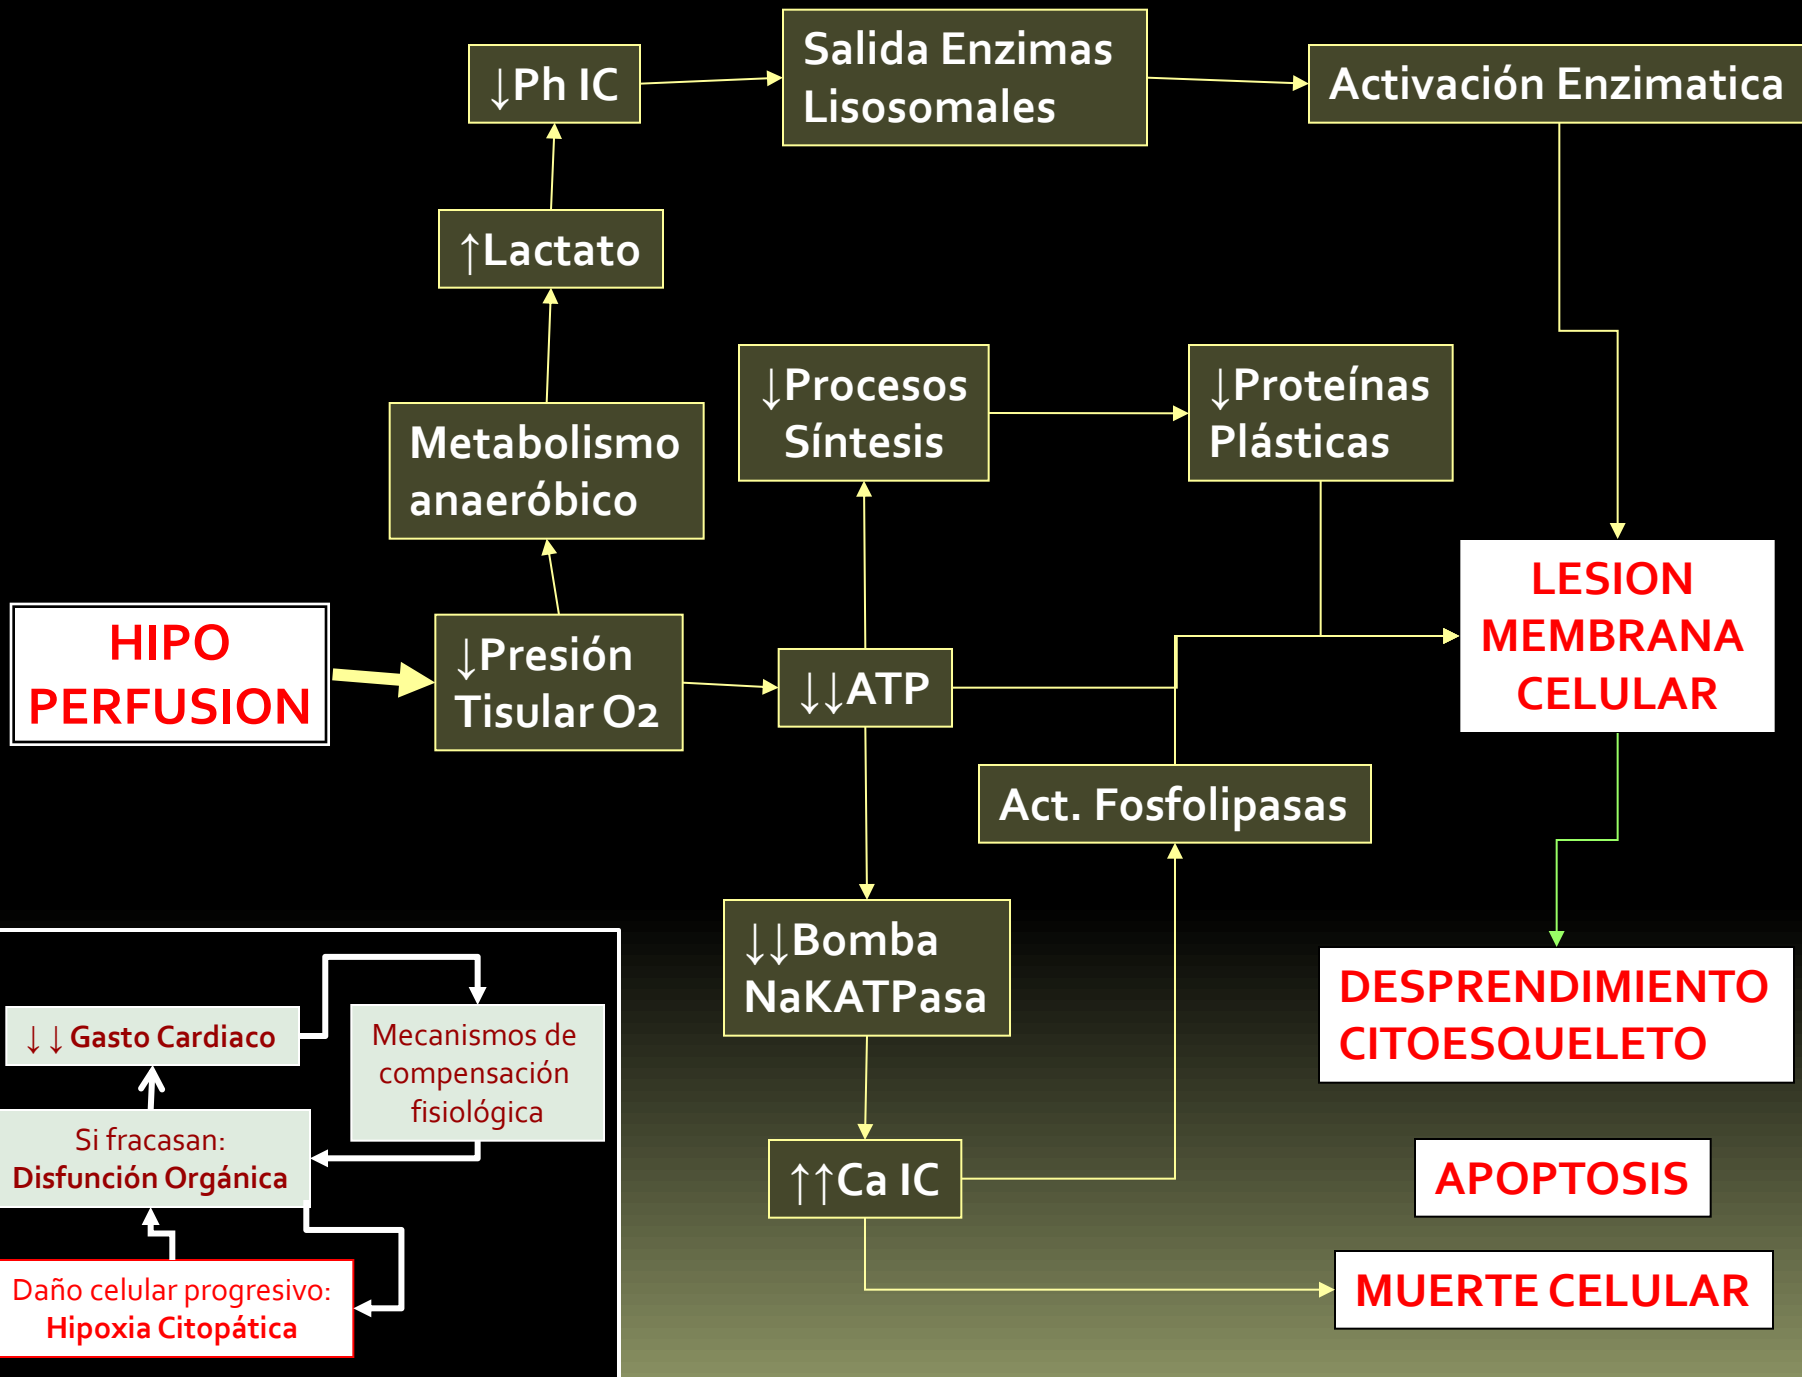 ↓Ph IC
Salida Enzimas
Lisosomales
Activación Enzimatica
↑Lactato
Metabolismo
anaeróbico
↓Procesos
Síntesis
↓Proteínas
Plásticas
HIPO
PERFUSION
↓Presión
Tisular O2
↓↓ATP
LESION
MEMBRANA
CELULAR
Act. Fosfolipasas
↓↓Bomba
NaKATPasa
DESPRENDIMIENTO
CITOESQUELETO
↑↑Ca IC
APOPTOSIS
MUERTE CELULAR
↓↓Gasto Cardiaco
Mecanismos de
compensación
fisiológica
Si fracasan:
Disfunción Orgánica
Daño celular progresivo:
Hipoxia Citopática